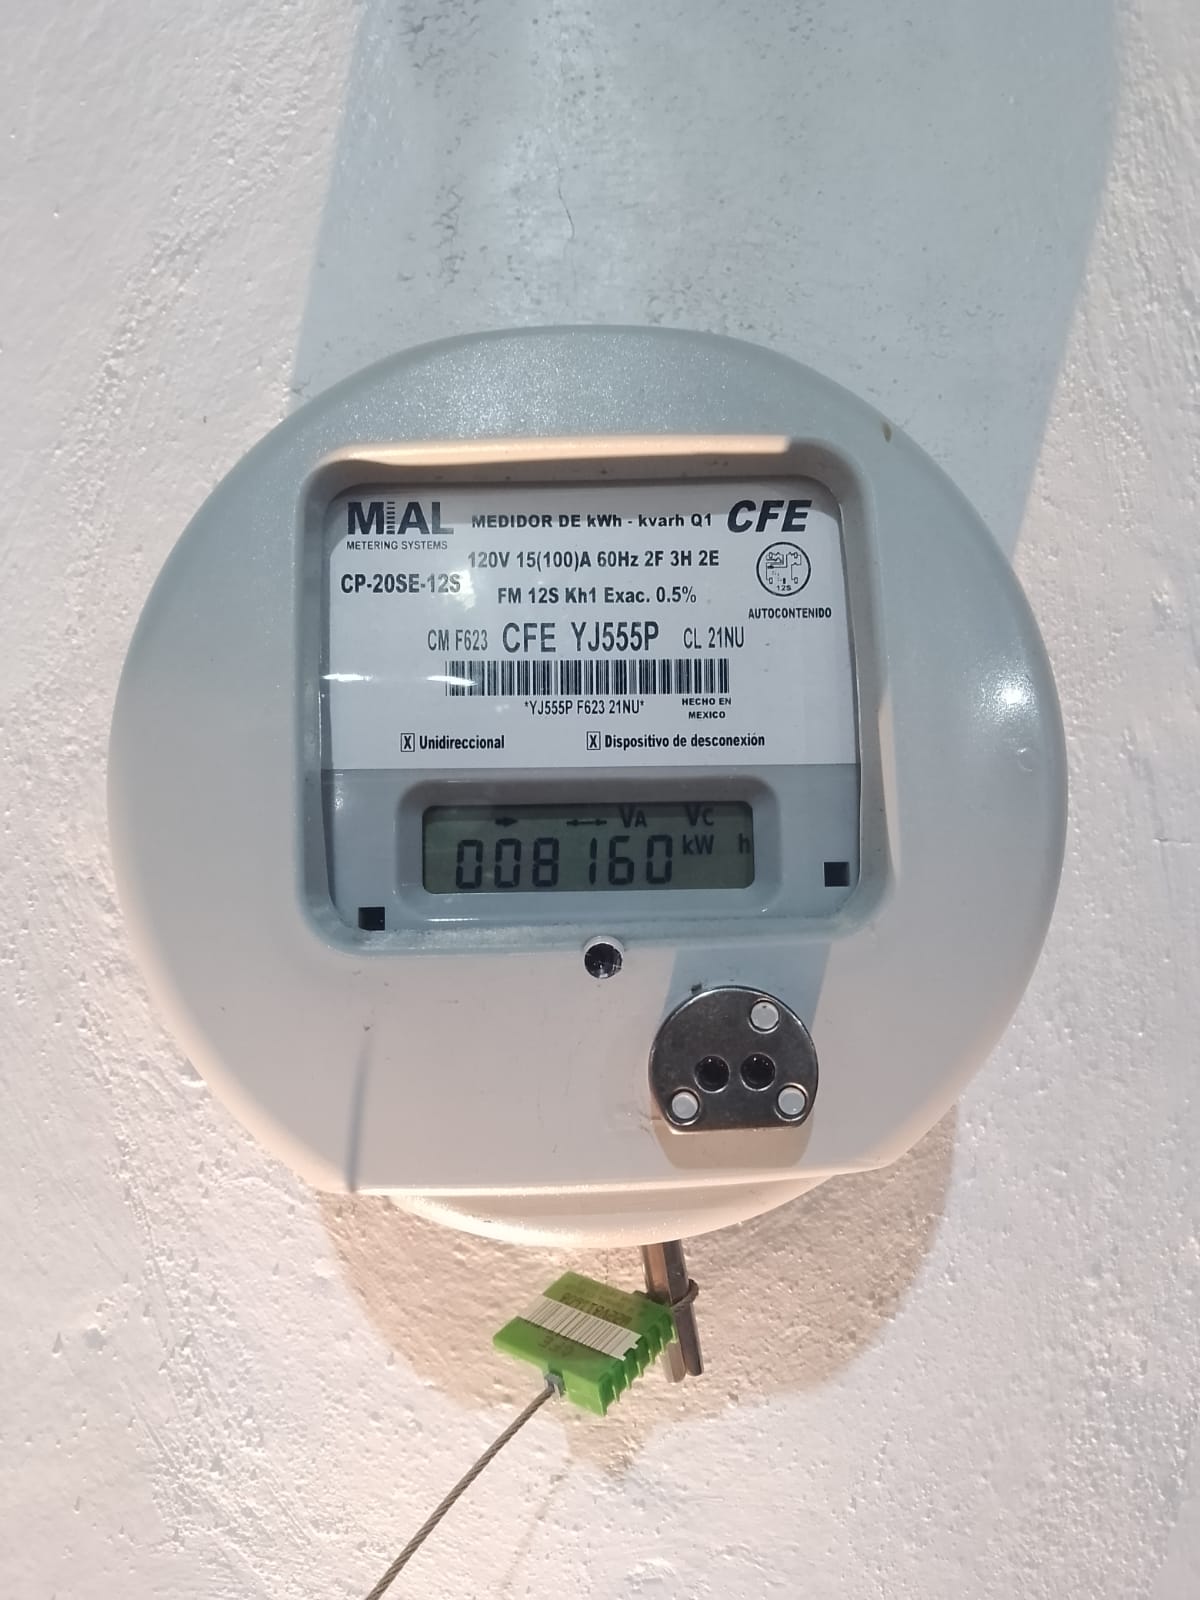 MIAL
METERING SYSTEMS
MEDIDOR DE kWh - kvarh Q1
CFE
120V 15(100)A 60Hz 2F 3H 2E
CP-20SE-12S
FM 12S Kh1 Exac. 0.5%
12S
AUTOCONTENIDO
CM F623 CFE YJ555P CL 21NU
*YJ555P F623 21NU*
HECHO EN
MEXICO
X Unidireccional
X Dispositivo de desconexión
VA VC
008160 kW h
CFE